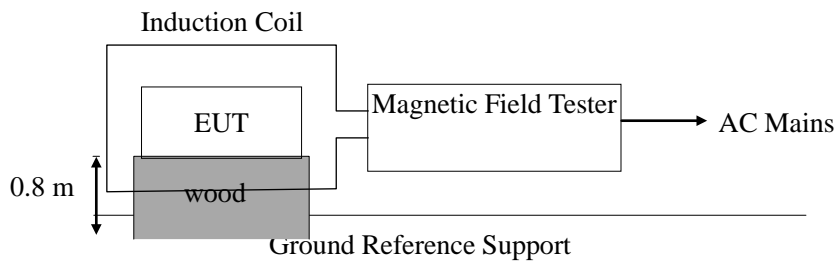 Induction Coil
Magnetic Field Tester
EUT
AC Mains
0.8 m
wood
Ground Reference Support